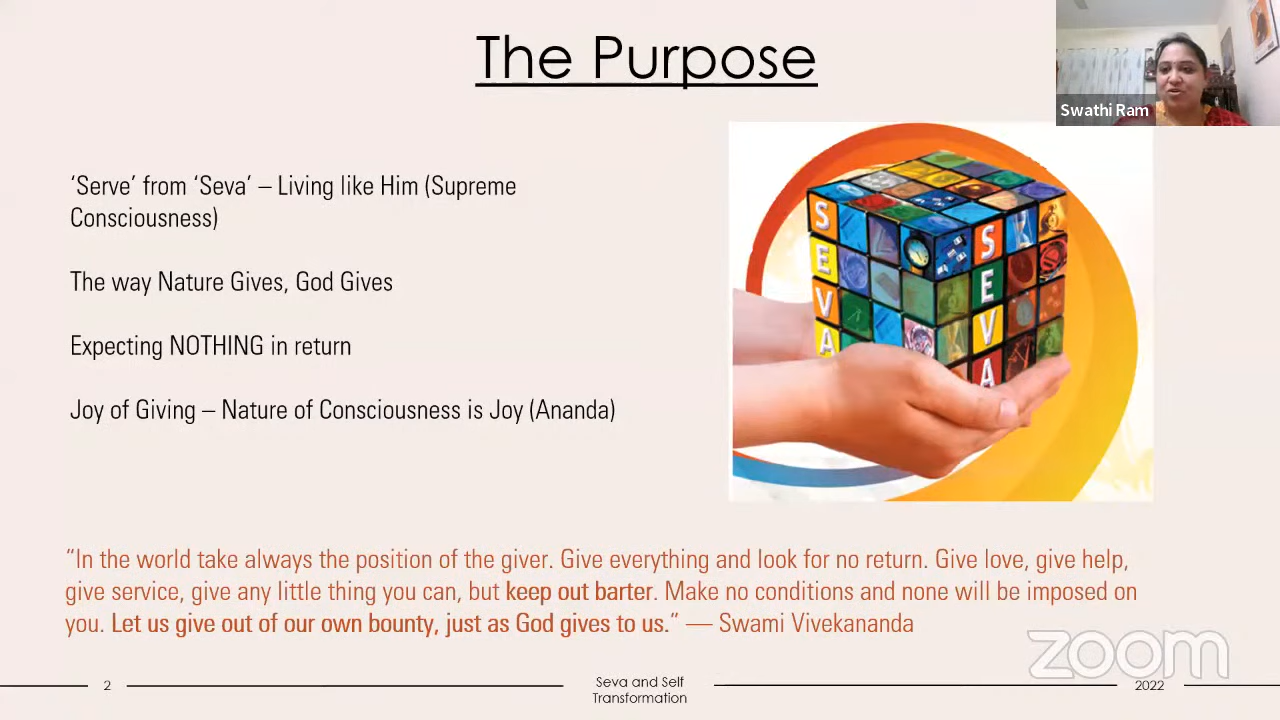 The Purpose
Swathi Ram
‘Serve’ from ‘Seva’ – Living like Him (Supreme
Consciousness)
The way Nature Gives, God Gives
Expecting NOTHING in return
Joy of Giving – Nature of Consciousness is Joy (Ananda)
SEVA
SEVA
“In the world take always the position of the giver. Give everything and look for no return. Give love, give help,
give service, give any little thing you can, but keep out barter. Make no conditions and none will be imposed on
you. Let us give out of our own bounty, just as God gives to us.” — Swami Vivekananda
zoom
2
Seva and Self
Transformation
2022